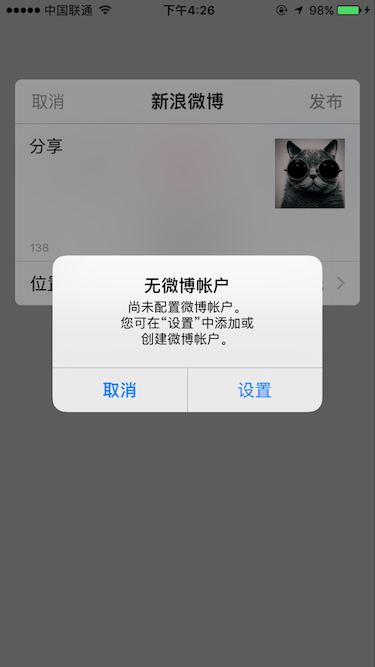 中国联通 下午4:26 98%
取消 新浪微博 发布
分享
138
位
无微博帐户
尚未配置微博帐户。
您可在“设置”中添加或
创建微博帐户。
取消 设置